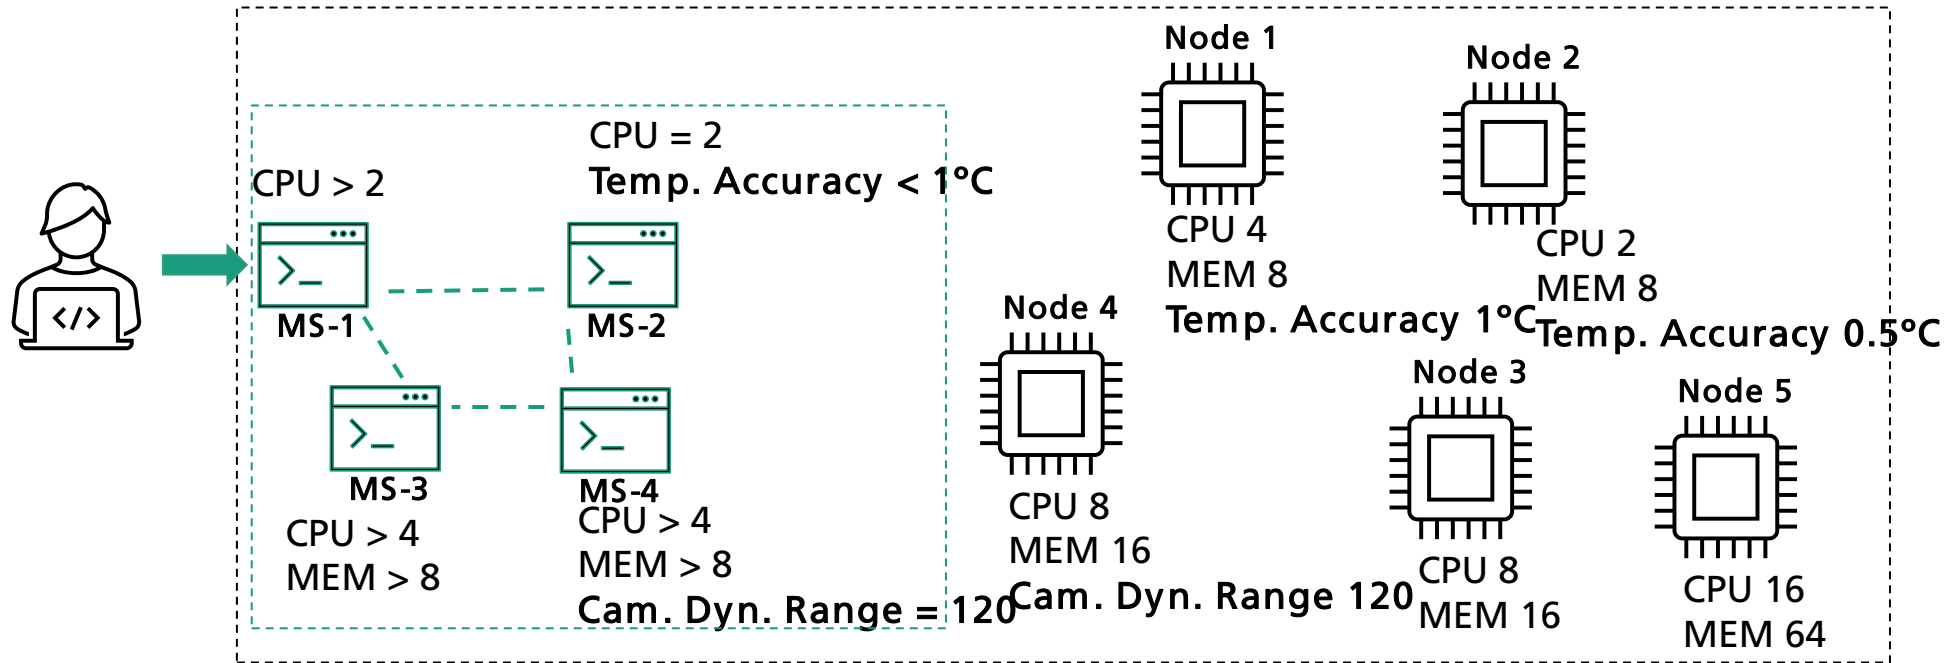 CPU > 2
MS-1
CPU = 2
Temp. Accuracy < 1°C
MS-2
MS-3
CPU > 4
MEM > 8
MS-4
CPU > 4
MEM > 8
Cam. Dyn. Range = 120
</>
Node 1
CPU 4
MEM 8
Temp. Accuracy 1°C
Node 2
CPU 2
MEM 8
Temp. Accuracy 0.5°C
Node 4
CPU 8
MEM 16
Cam. Dyn. Range 120
Node 3
CPU 8
MEM 16
Node 5
CPU 16
MEM 64